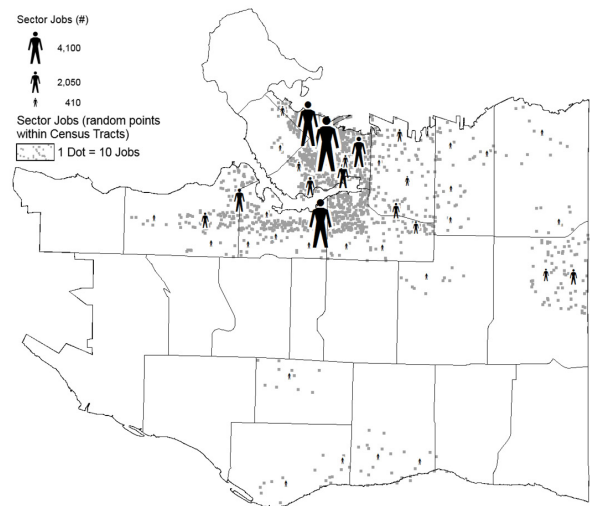 Sector Jobs (#)
4,100
2,050
410
Sector Jobs (random points
within Census Tracts)
1 Dot = 10 Jobs